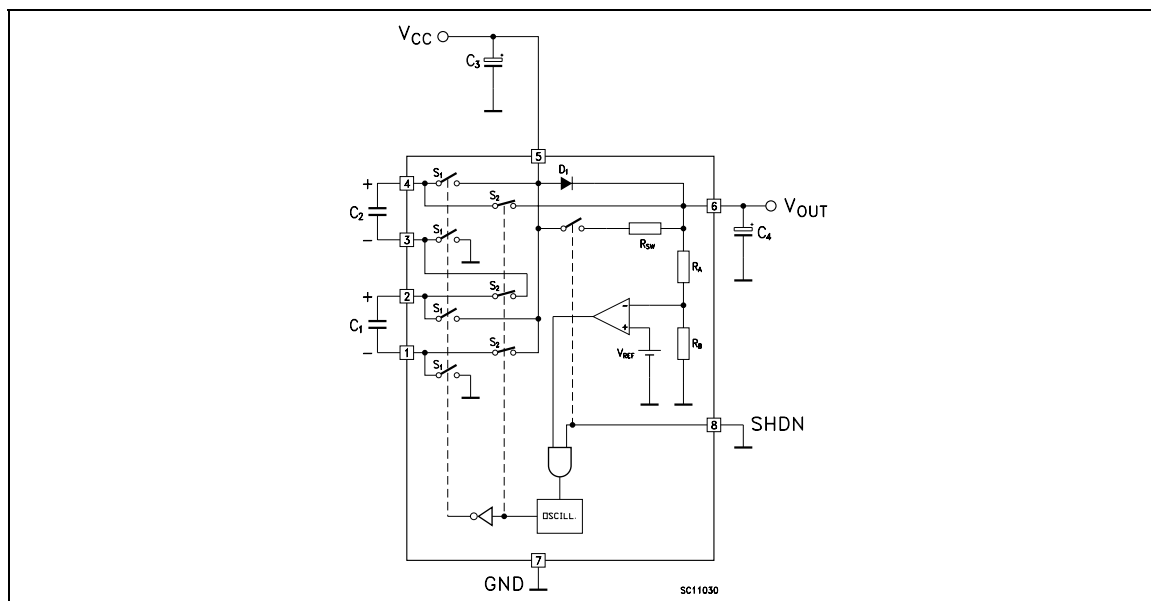 VCC
C3
+
5
4
S1
D1
+
S2
6
VOUT
C2
+
C4
S1
−
3
RSW
RA
+
2
S2
S1
−
+
C1
VREF
RB
−
1
S2
S1
8
SHDN
OSCILL.
7
GND
SC11030